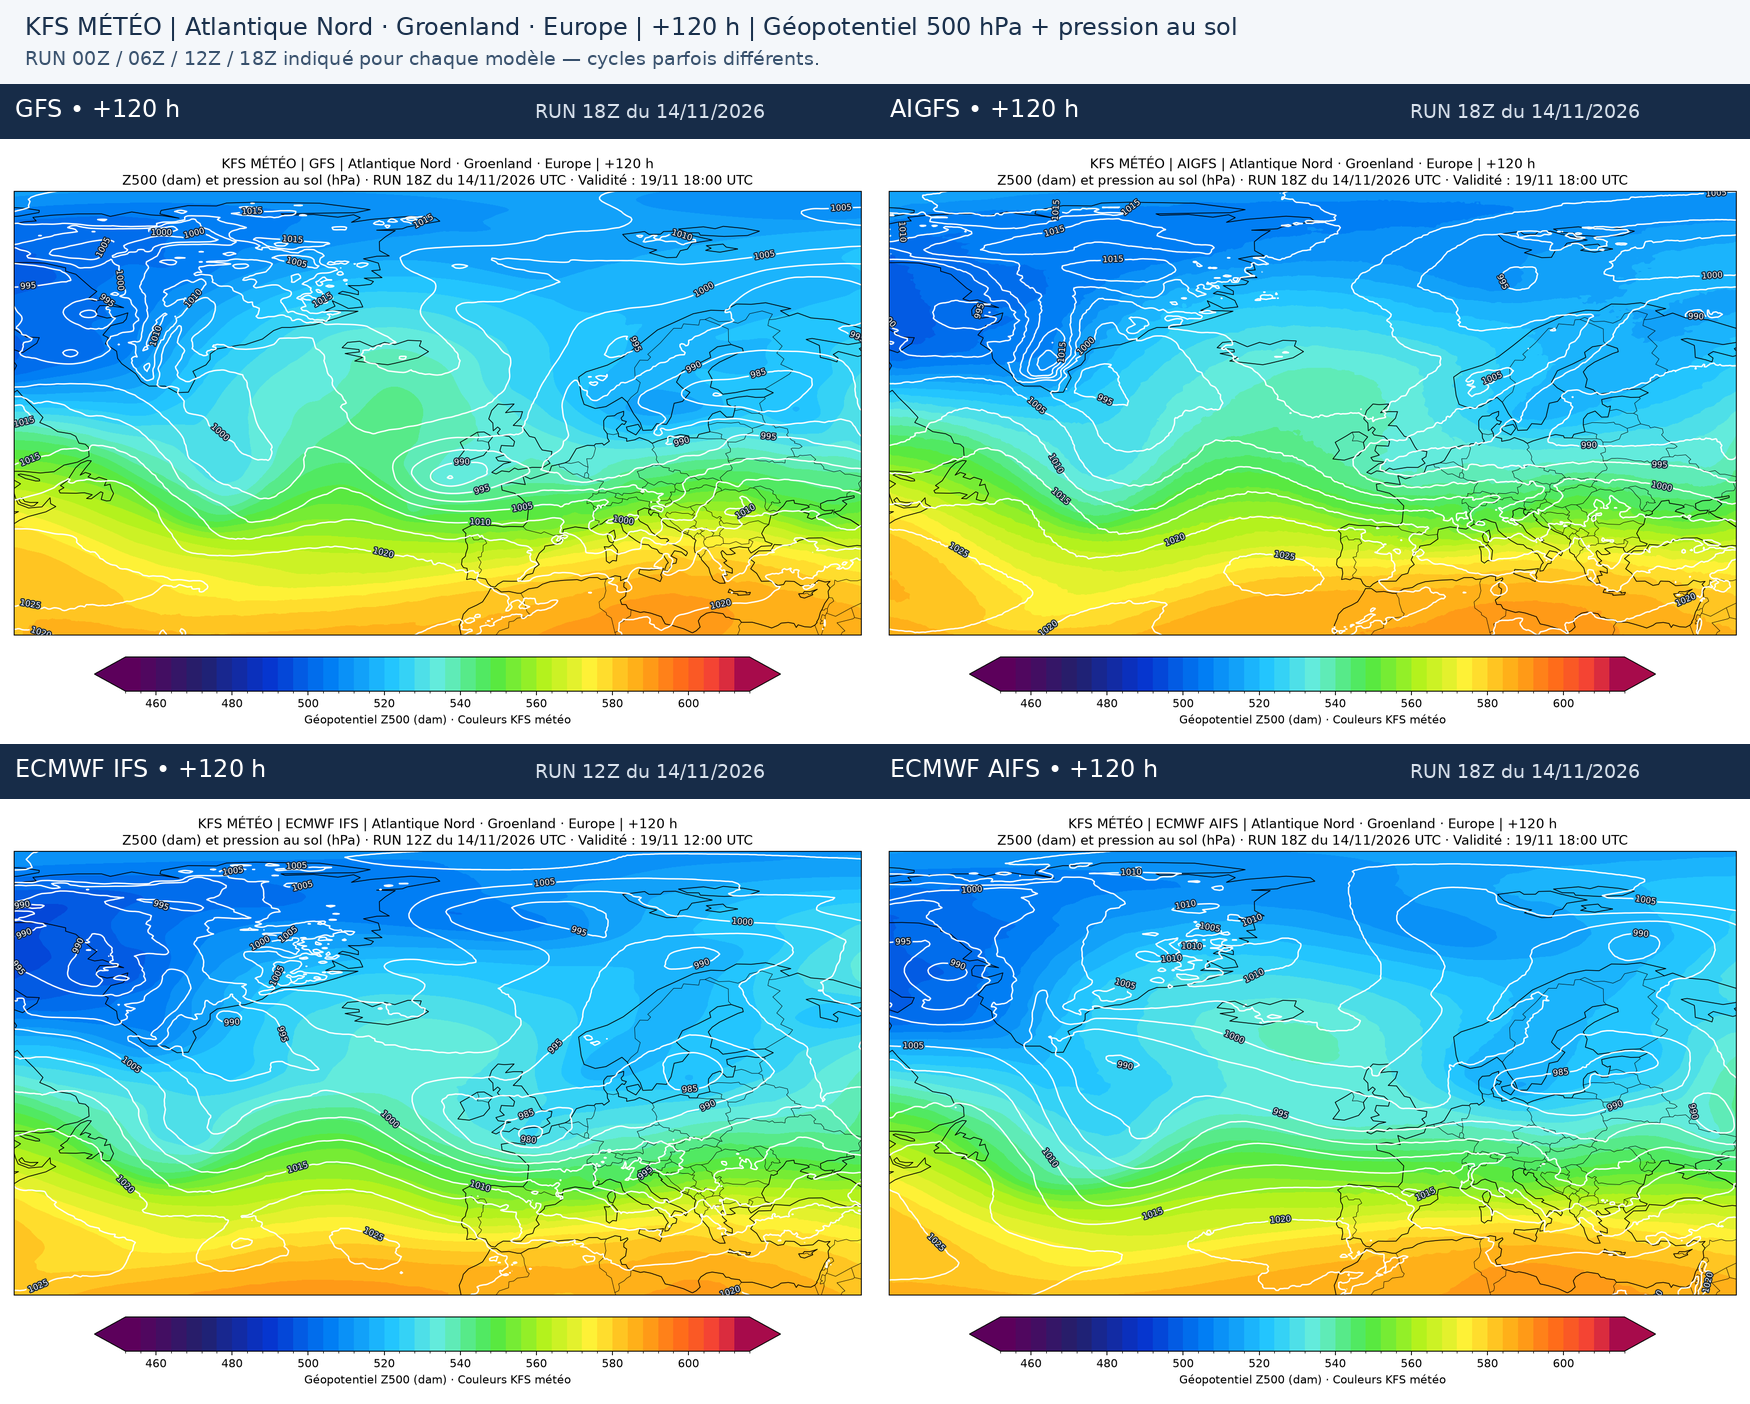 KFS MÉTÉO | Atlantique Nord · Groenland · Europe | +120 h | Géopotentiel 500 hPa + pression au sol
RUN 00Z / 06Z / 12Z / 18Z indiqué pour chaque modèle — cycles parfois différents.
GFS • +120 h RUN 18Z du 14/11/2026
KFS MÉTÉO | GFS | Atlantique Nord · Groenland · Europe | +120 h
Z500 (dam) et pression au sol (hPa) · RUN 18Z du 14/11/2026 UTC · Validité : 19/11 18:00 UTC
460 480 500 520 540 560 580 600
Géopotentiel Z500 (dam) · Couleurs KFS météo
AIGFS • +120 h RUN 18Z du 14/11/2026
KFS MÉTÉO | AIGFS | Atlantique Nord · Groenland · Europe | +120 h
Z500 (dam) et pression au sol (hPa) · RUN 18Z du 14/11/2026 UTC · Validité : 19/11 18:00 UTC
460 480 500 520 540 560 580 600
Géopotentiel Z500 (dam) · Couleurs KFS météo
ECMWF IFS • +120 h RUN 12Z du 14/11/2026
KFS MÉTÉO | ECMWF IFS | Atlantique Nord · Groenland · Europe | +120 h
Z500 (dam) et pression au sol (hPa) · RUN 12Z du 14/11/2026 UTC · Validité : 19/11 12:00 UTC
460 480 500 520 540 560 580 600
Géopotentiel Z500 (dam) · Couleurs KFS météo
ECMWF AIFS • +120 h RUN 18Z du 14/11/2026
KFS MÉTÉO | ECMWF AIFS | Atlantique Nord · Groenland · Europe | +120 h
Z500 (dam) et pression au sol (hPa) · RUN 18Z du 14/11/2026 UTC · Validité : 19/11 18:00 UTC
460 480 500 520 540 560 580 600
Géopotentiel Z500 (dam) · Couleurs KFS météo